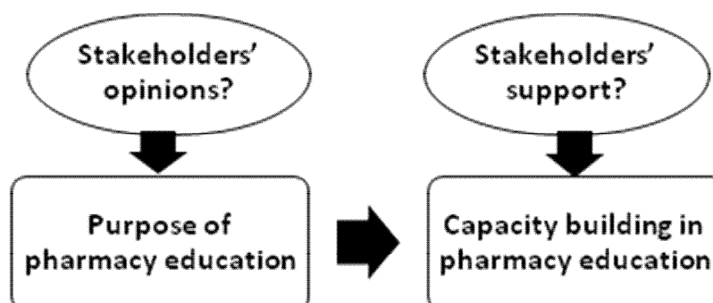 Stakeholders'
opinions?
Stakeholders'
support?
Purpose of
pharmacy education
Capacity building in
pharmacy education